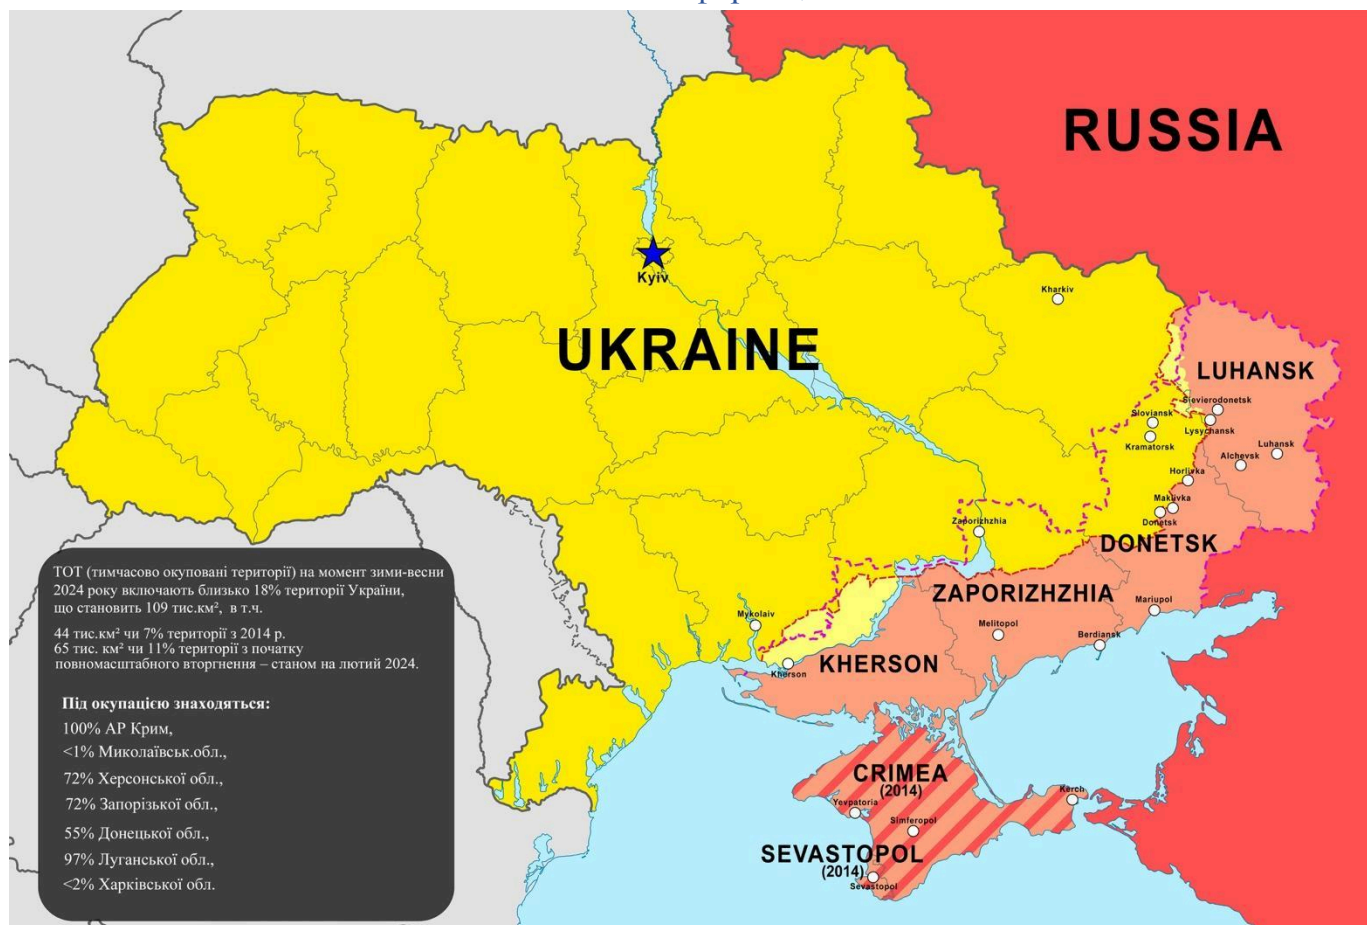 RUSSIA
Kyiv
Kharkiv
UKRAINE
LUHANSK
Sievierodonetsk
Sloviansk
Lysychansk
Kramatorsk
Luhansk
Alchevsk
Horlivka
Makiivka
Donetsk
Zaporizhzhia
DONETSK
ZAPORIZHZHIA
Mariupol
Mykolaiv
Melitopol
Berdiansk
KHERSON
Kherson
CRIMEA
(2014)
Kerch
Yevpatoria
Simferopol
SEVASTOPOL
(2014)
Sevastopol
ТОТ (тимчасово окуповані території) на момент зими-весни
2024 року включають близько 18% території України,
що становить 109 тис.км², в т.ч.
44 тис.км² чи 7% території з 2014 р.
65 тис. км² чи 11% території з початку
повномасштабного вторгнення – станом на лютий 2024.
Під окупацією знаходяться:
100% АР Крим,
<1% Миколаївськ.обл.,
72% Херсонської обл.,
72% Запорізької обл.,
55% Донецької обл.,
97% Луганської обл.,
<2% Харківської обл.